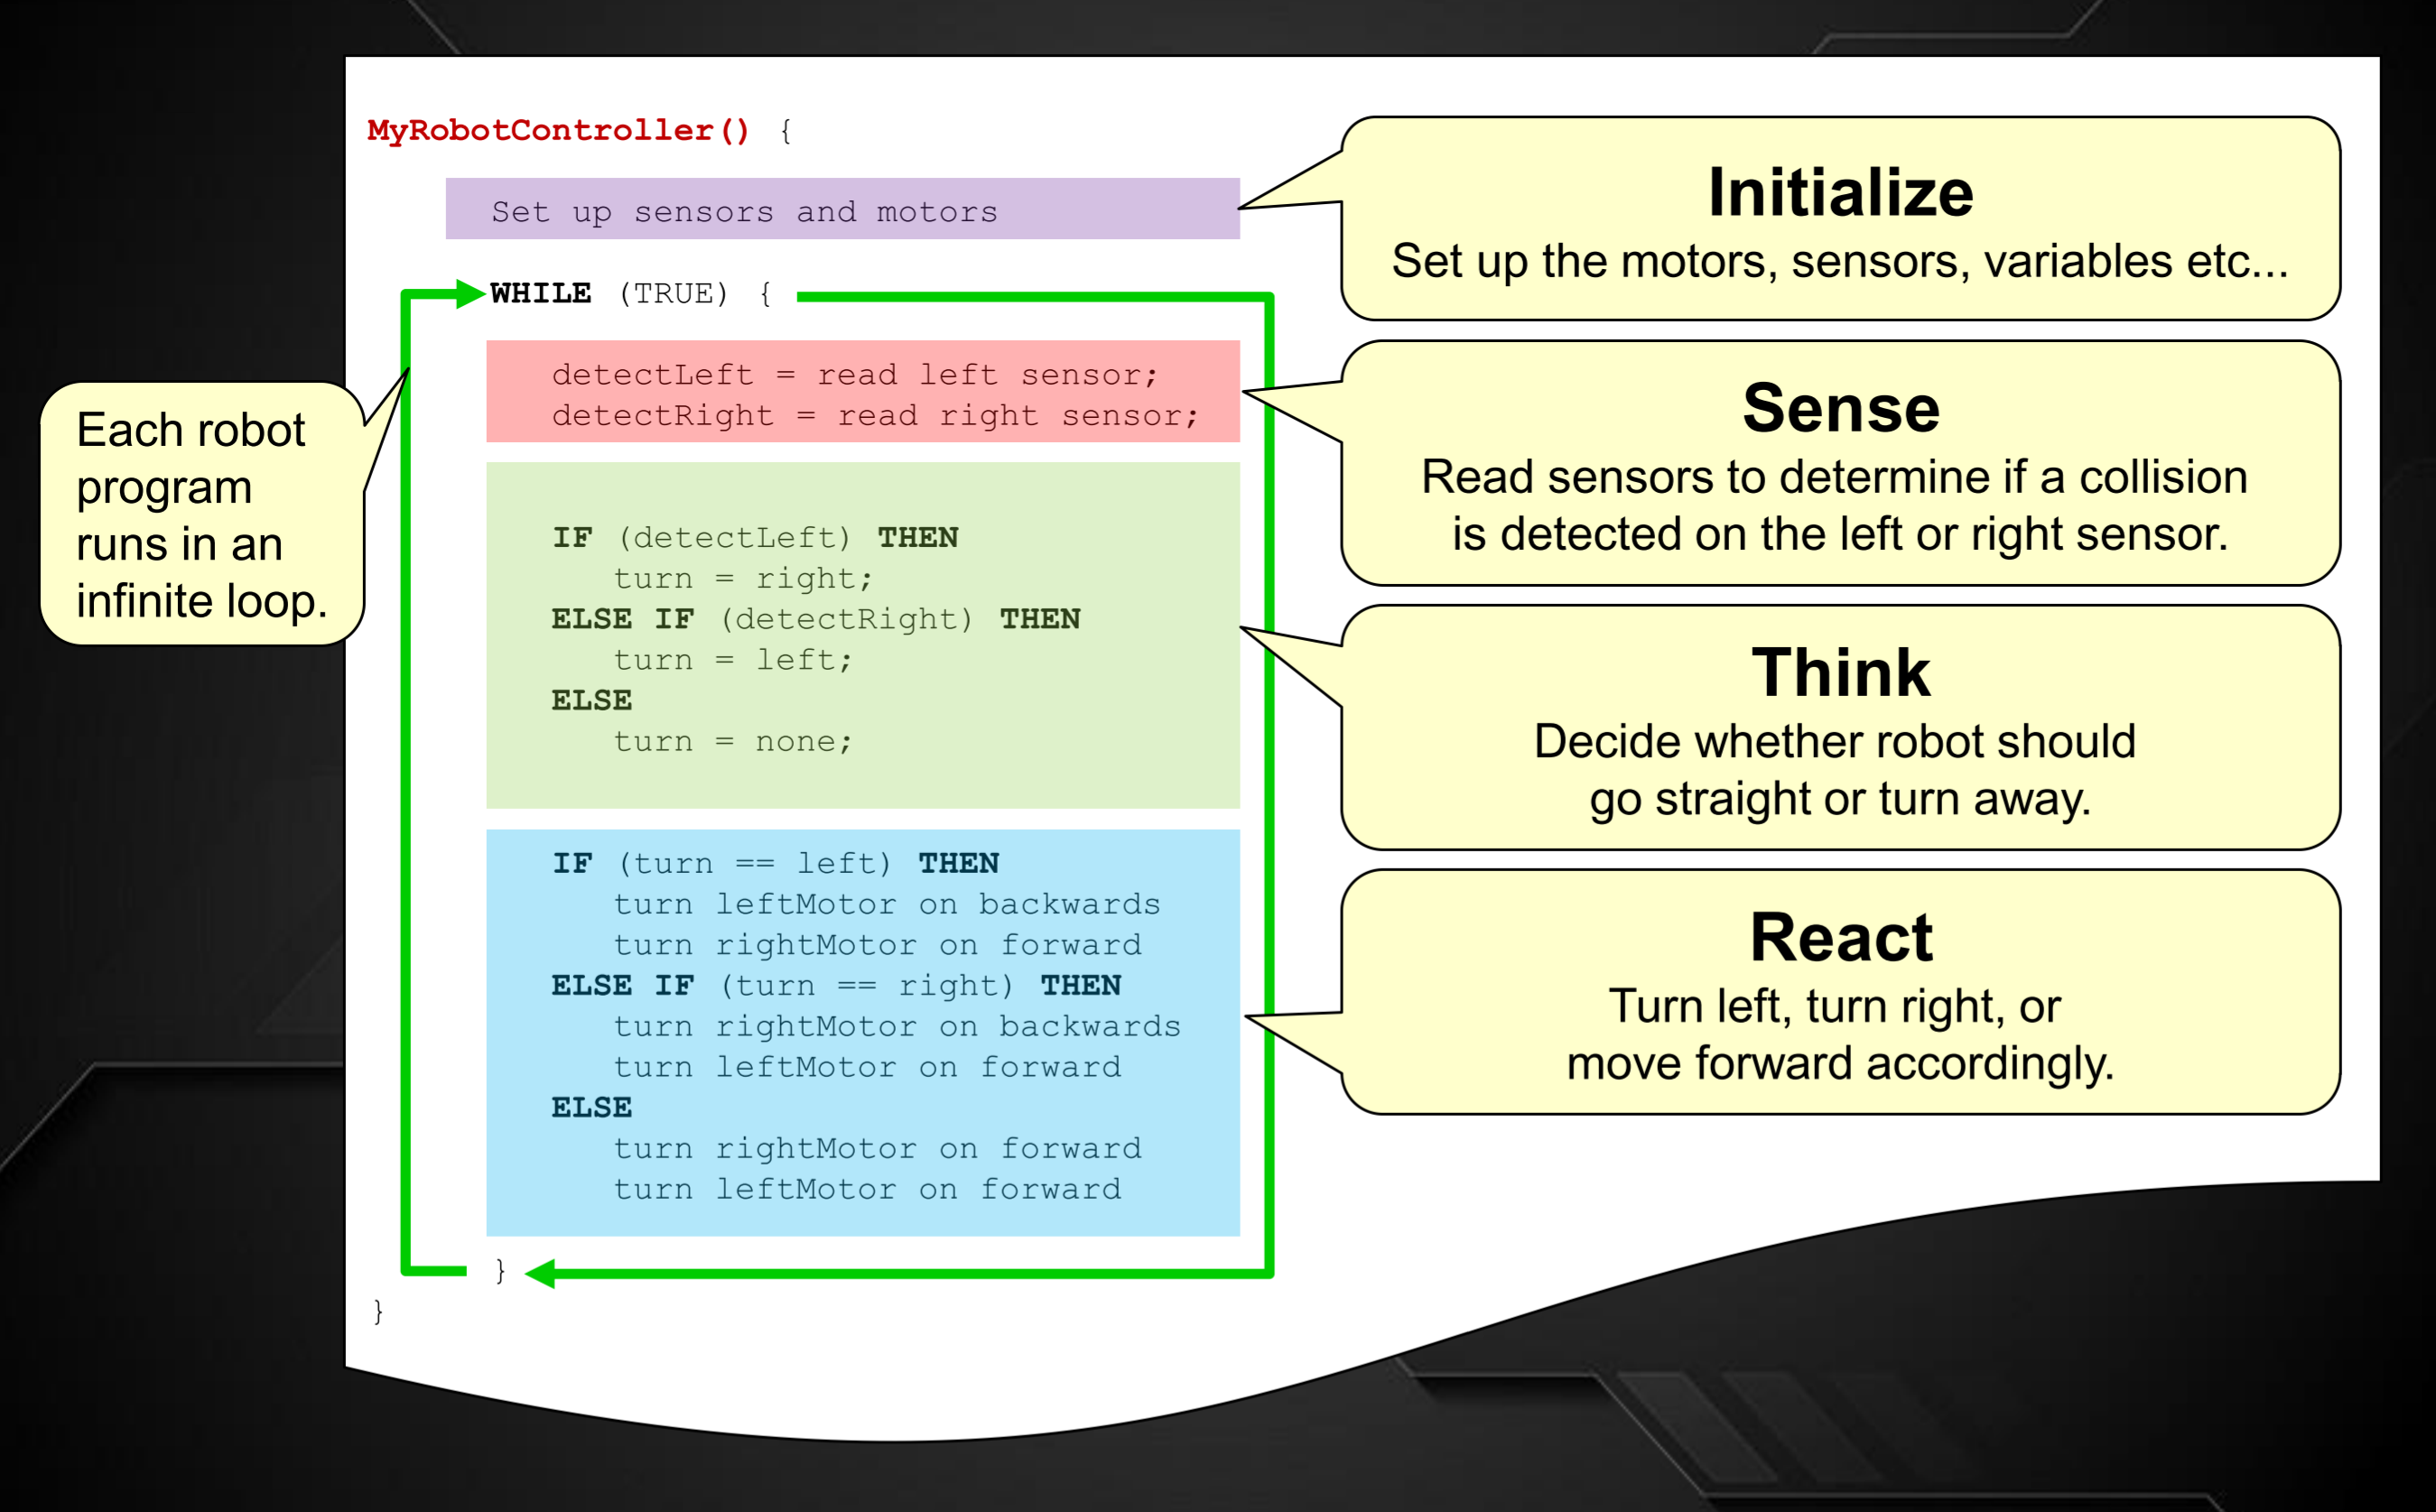 MyRobotController() {
Set up sensors and motors
WHILE (TRUE) {
detectLeft = read left sensor;
detectRight = read right sensor;
IF (detectLeft) THEN
turn = right;
ELSE IF (detectRight) THEN
turn = left;
ELSE
turn = none;
IF (turn == left) THEN
turn leftMotor on backwards
turn rightMotor on forward
ELSE IF (turn == right) THEN
turn rightMotor on backwards
turn leftMotor on forward
ELSE
turn rightMotor on forward
turn leftMotor on forward
}
}
Each robot
program
runs in an
infinite loop.
Initialize
Set up the motors, sensors, variables etc...
Sense
Read sensors to determine if a collision
is detected on the left or right sensor.
Think
Decide whether robot should
go straight or turn away.
React
Turn left, turn right, or
move forward accordingly.